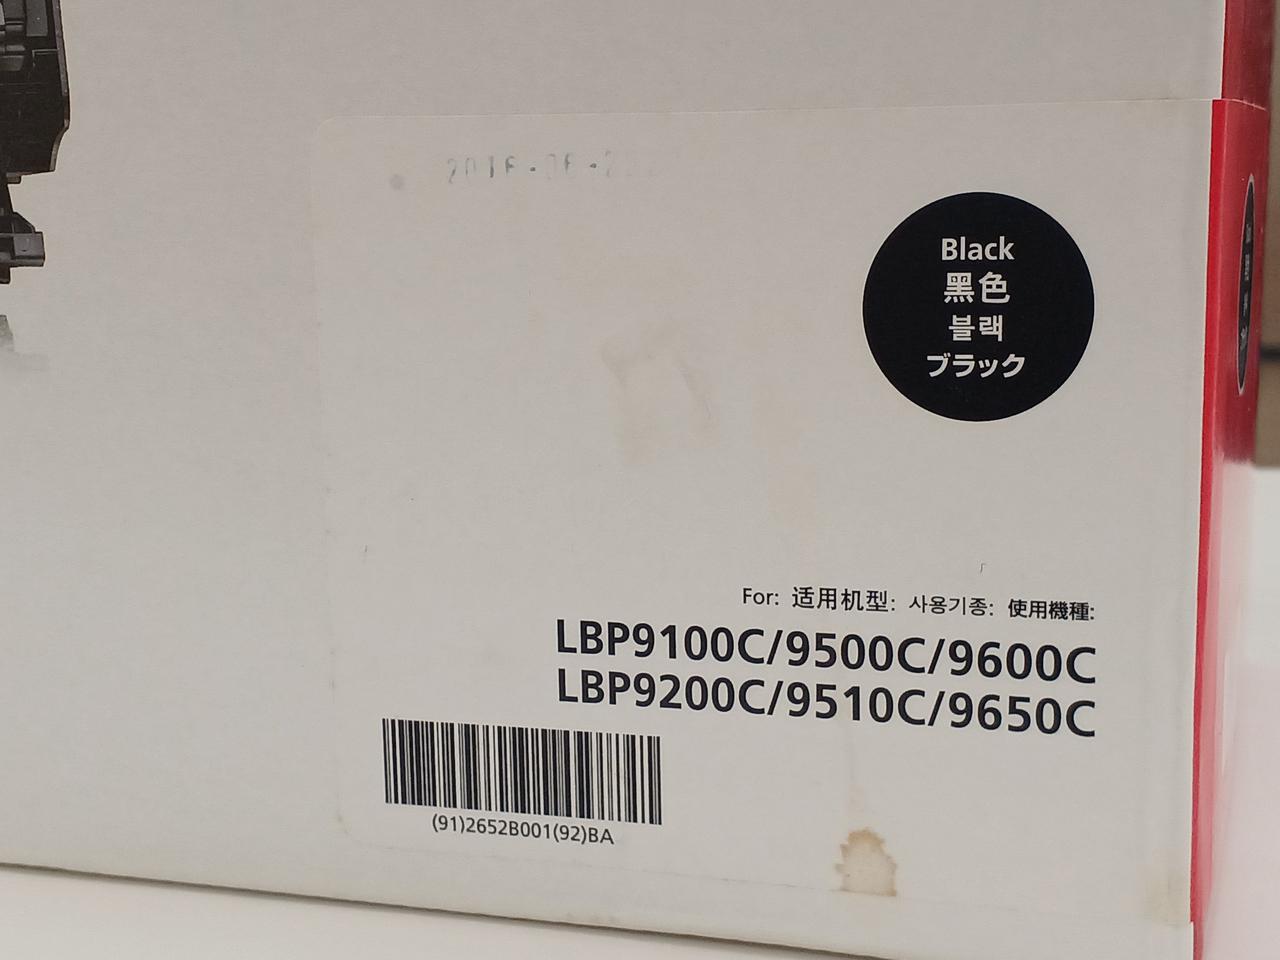 Black
黑色
블랙
ブラック
For: 适用机型: 사용기종: 使用機種:
LBP9100C/9500C/9600C
LBP9200C/9510C/9650C
(91)2652B001(92)BA